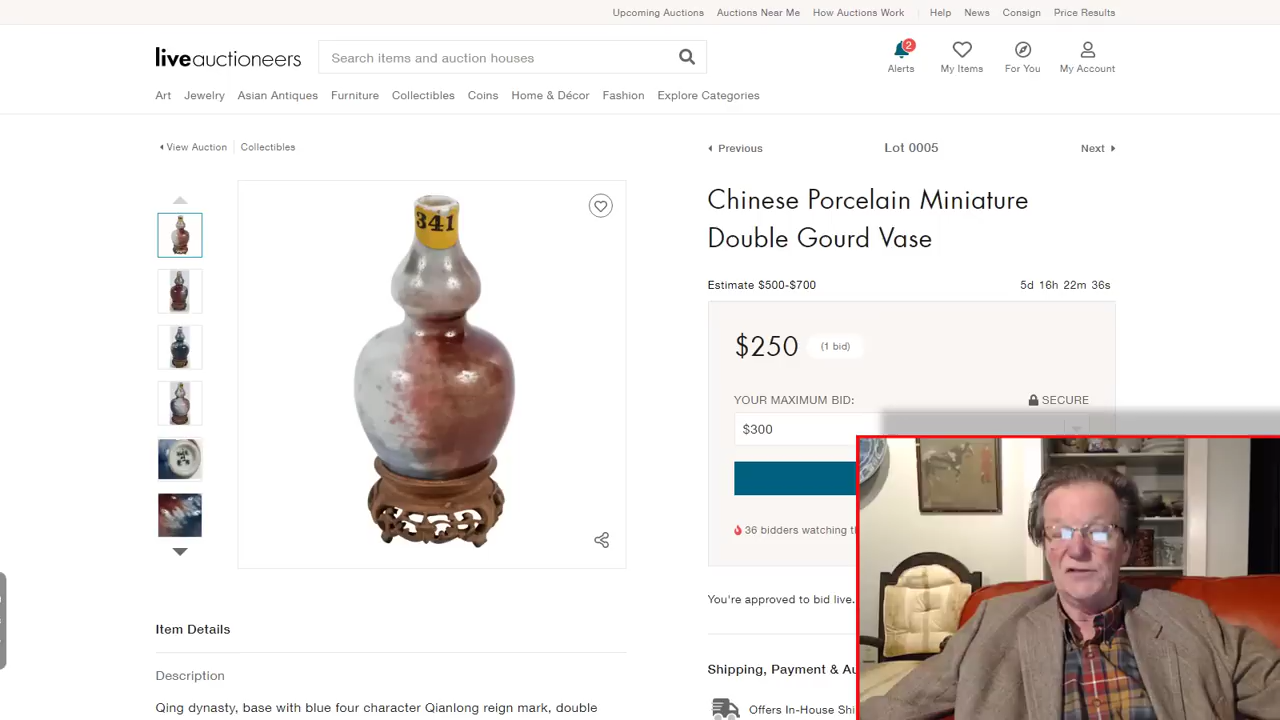 Upcoming Auctions Auctions Near Me How Auctions Work Help News Consign Price Results
liveauctioneers
Search items and auction houses
2
Alerts My Items For You My Account
Art Jewelry Asian Antiques Furniture Collectibles Coins Home & Décor Fashion Explore Categories
View Auction Collectibles
Previous Lot 0005 Next
341
Chinese Porcelain Miniature
Double Gourd Vase
Estimate $500-$700 5d 16h 22m 36s
$250 (1 bid)
YOUR MAXIMUM BID: SECURE
$300
36 bidders watching
You're approved to bid live.
Item Details
Shipping, Payment & Au
Description
Qing dynasty, base with blue four character Qianlong reign mark, double
Offers In-House Shi